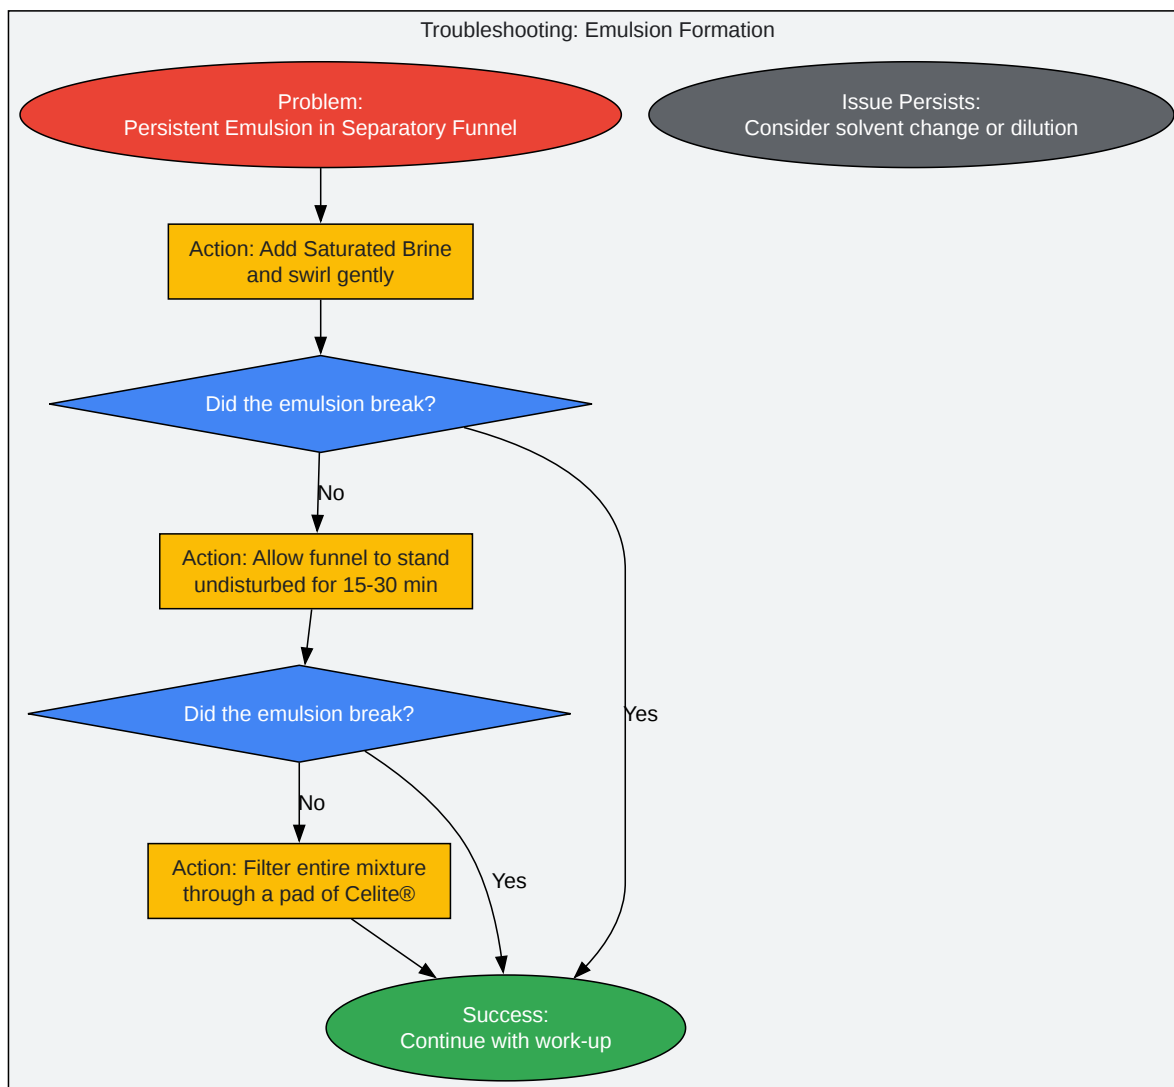 Troubleshooting: Emulsion Formation
Problem:
Persistent Emulsion in Separatory Funnel
Issue Persists:
Consider solvent change or dilution
Action: Add Saturated Brine
and swirl gently
Did the emulsion break?
No
Action: Allow funnel to stand
undisturbed for 15-30 min
Did the emulsion break?
Yes
No
Action: Filter entire mixture
through a pad of Celite®
Yes
Success:
Continue with work-up